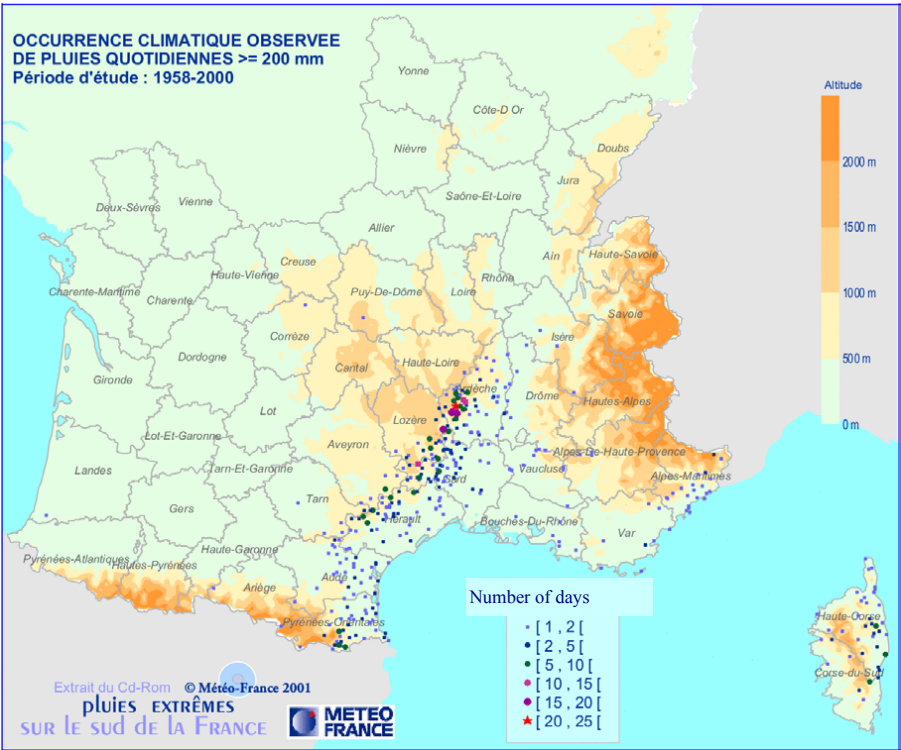 OCCURRENCE CLIMATIQUE OBSERVEE
DE PLUIES QUOTIDIENNES >= 200 mm
Période d'étude : 1958-2000
Yonne
Côte-D Or
Nièvre
Doubs
Jura
Saône-Et-Loire
Deux-Sèvres
Vienne
Allier
Ain
Haute-Savoie
Creuse
Haute-Vienne
Rhône
Charente-Maritime
Charente
Puy-De-Dôme
Loire
Savoie
Corrèze
Isère
Dordogne
Cantal
Haute-Loire
Gironde
Ardèche
Drôme
Hautes-Alpes
Lot
Lozère
Lot-Et-Garonne
Aveyron
Alpes-De-Haute-Provence
Landes
Tarn-Et-Garonne
Vaucluse
Alpes-Maritimes
Gard
Tarn
Gers
Hérault
Bouches-Du-Rhône
Var
Haute-Garonne
Pyrénées-Atlantiques
Hautes-Pyrénées
Aude
Ariège
Pyrénées-Orientales
Haute-Corse
Corse-du-Sud
Altitude
2000 m
1500 m
1000 m
500 m
0 m
Number of days
[ 1 , 2 [
[ 2 , 5 [
[ 5 , 10 [
[ 10 , 15 [
[ 15 , 20 [
[ 20 , 25 [
Extrait du Cd-Rom © Météo-France 2001
pluies EXTRÊMES
SUR LE SUD DE LA FRANCE
METEO
FRANCE